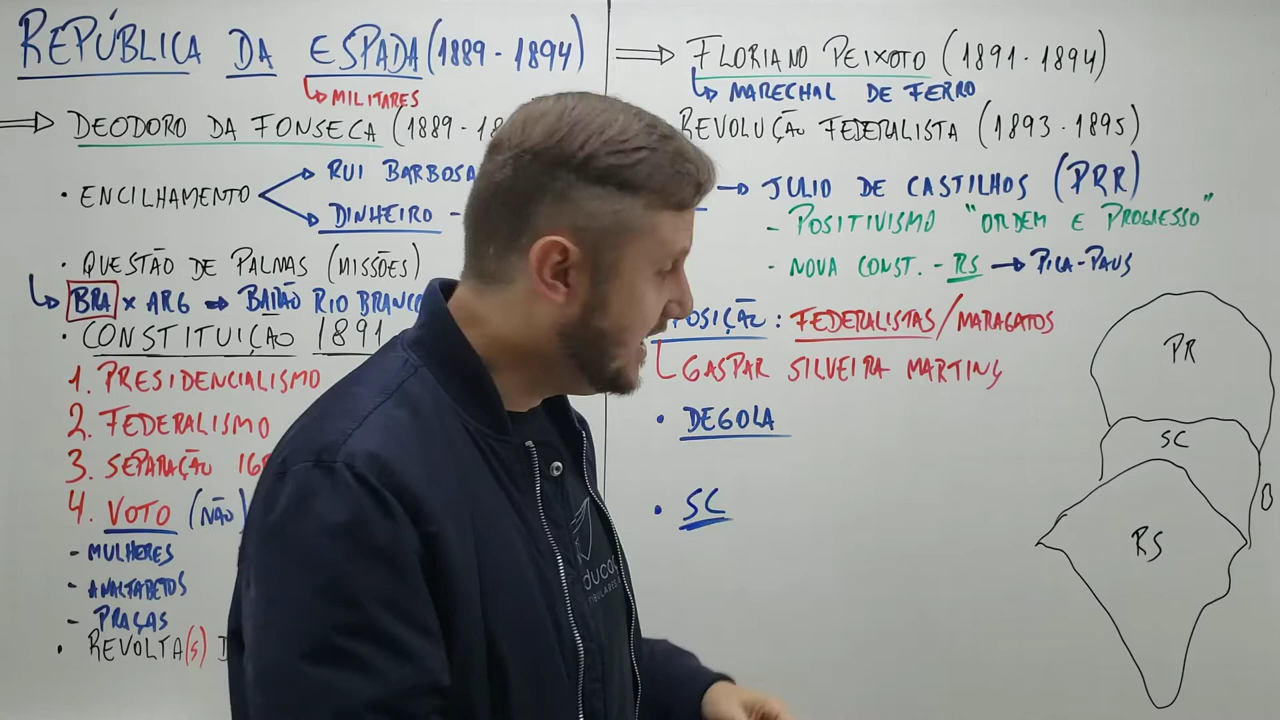 REPÚBLICA DA ESPADA (1889 - 1894)
↳ MILITARES
⇒ DEODORO DA FONSECA (1889 - 18
• ENCILHAMENTO
RUI BARBOSA
DINHEIRO -
• QUESTÃO DE PALMAS (MISSÕES)
↳ BRA x ARG → BARÃO RIO BRANCO
• CONSTITUIÇÃO 1891
1. PRESIDENCIALISMO
2. FEDERALISMO
3. SEPARAÇÃO IGR
4. VOTO (NÃO)
- MULHERES
- ANALFABETOS
- PRAÇAS
• REVOLTA(S) D
⇒ FLORIANO PEIXOTO (1891 - 1894)
↳ MARECHAL DE FERRO
REVOLUÇÃO FEDERALISTA (1893 - 1895)
→ JULIO DE CASTILHOS (PRR)
- POSITIVISMO "ORDEM E PROGRESSO"
- NOVA CONST. - RS → PICA-PAUS
POSIÇÃO: FEDERALISTAS/MARAGATOS
GASPAR SILVEIRA MARTINS
• DEGOLA
• SC
PR
SC
RS